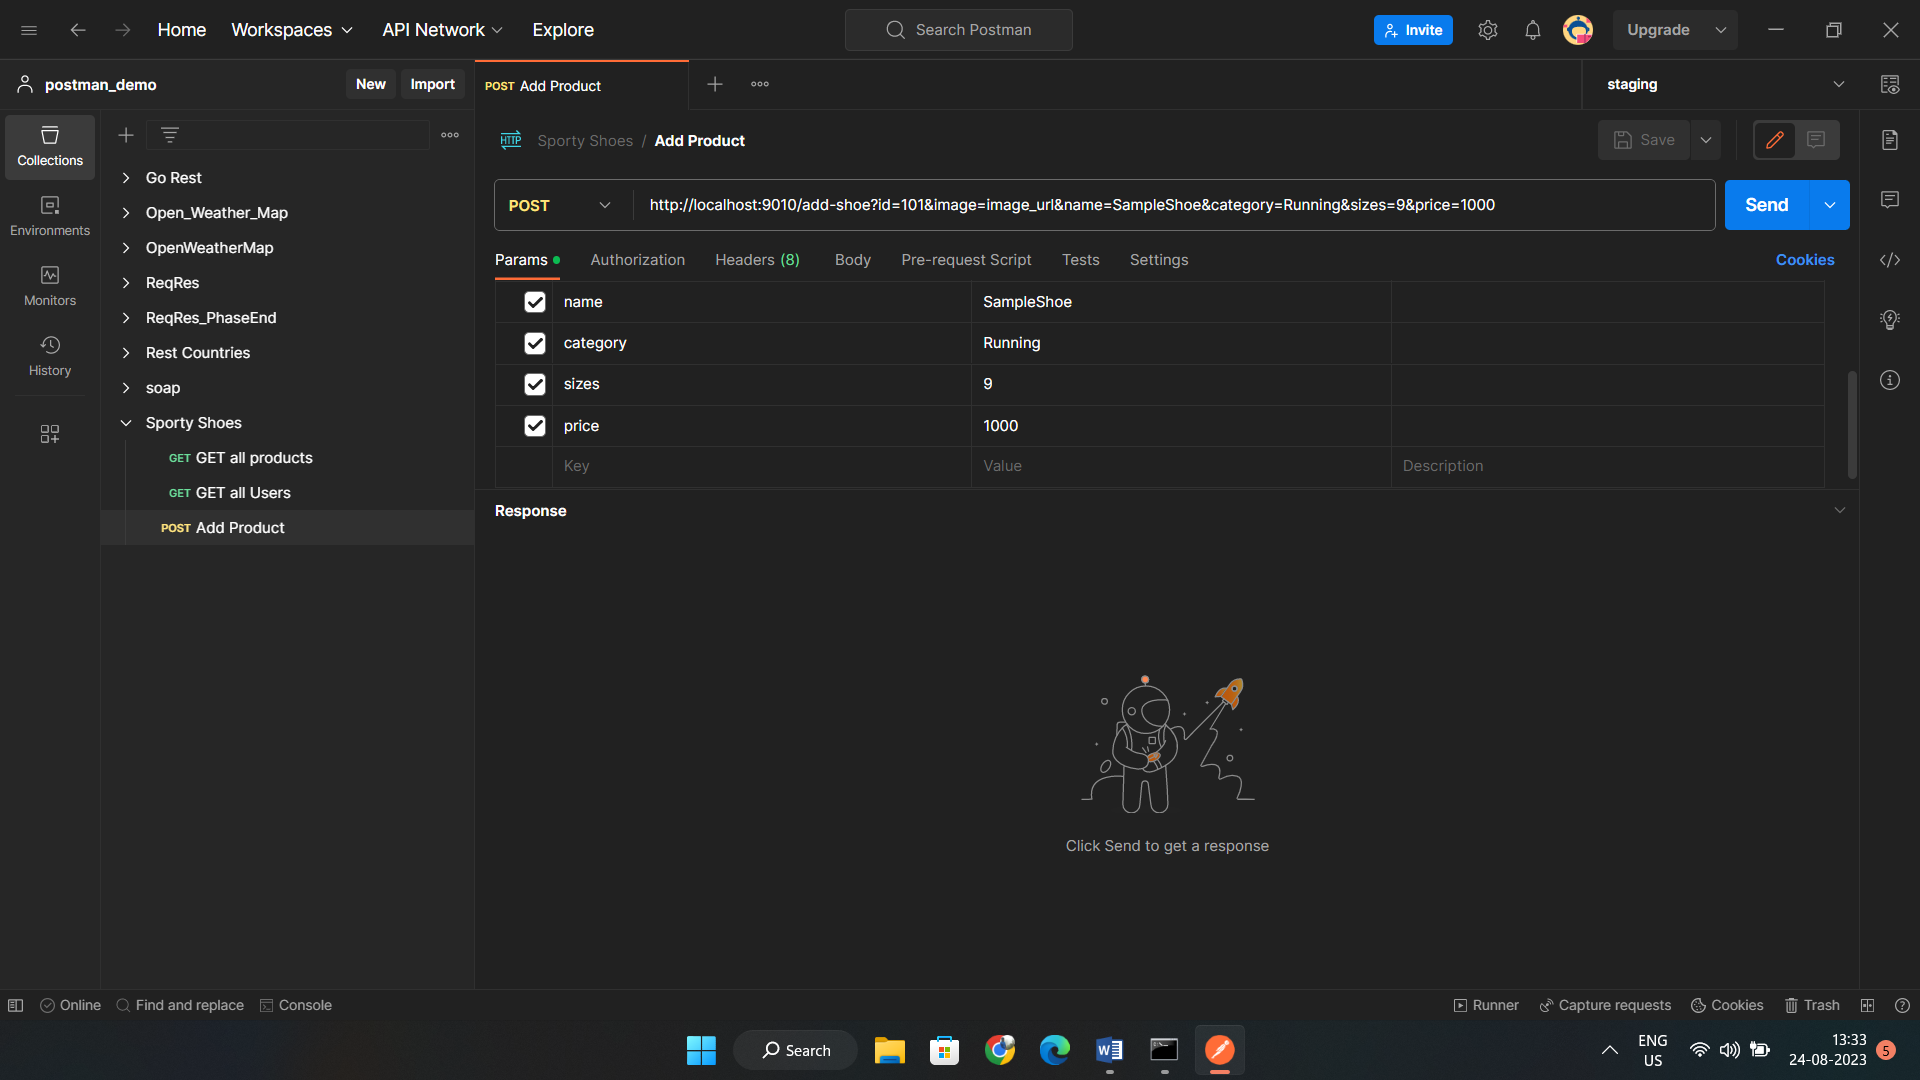 Home Workspaces API Network Explore Search Postman Invite Upgrade
postman_demo New Import POST Add Product staging
HTTP Sporty Shoes / Add Product Save
Collections
Environments
Monitors
History
Go Rest
Open_Weather_Map
OpenWeatherMap
ReqRes
ReqRes_PhaseEnd
Rest Countries
soap
Sporty Shoes
GET GET all products
GET GET all Users
POST Add Product
POST http://localhost:9010/add-shoe?id=101&image=image_url&name=SampleShoe&category=Running&sizes=9&price=1000 Send
Params Authorization Headers (8) Body Pre-request Script Tests Settings Cookies
name SampleShoe
category Running
sizes 9
price 1000
Key Value Description
Response
Click Send to get a response
Online Find and replace Console Runner Capture requests Cookies Trash
Search ENG US 13:33 24-08-2023 5